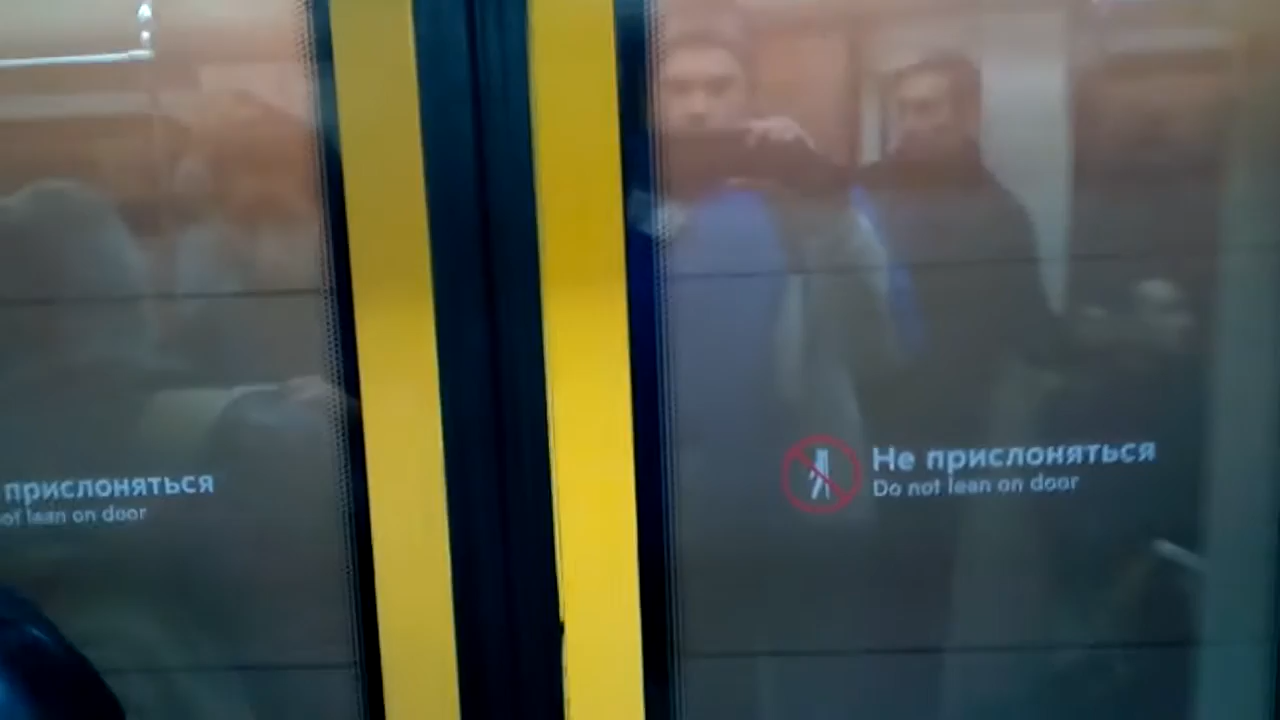 прислоняться
lean on door
Не прислоняться
Do not lean on door